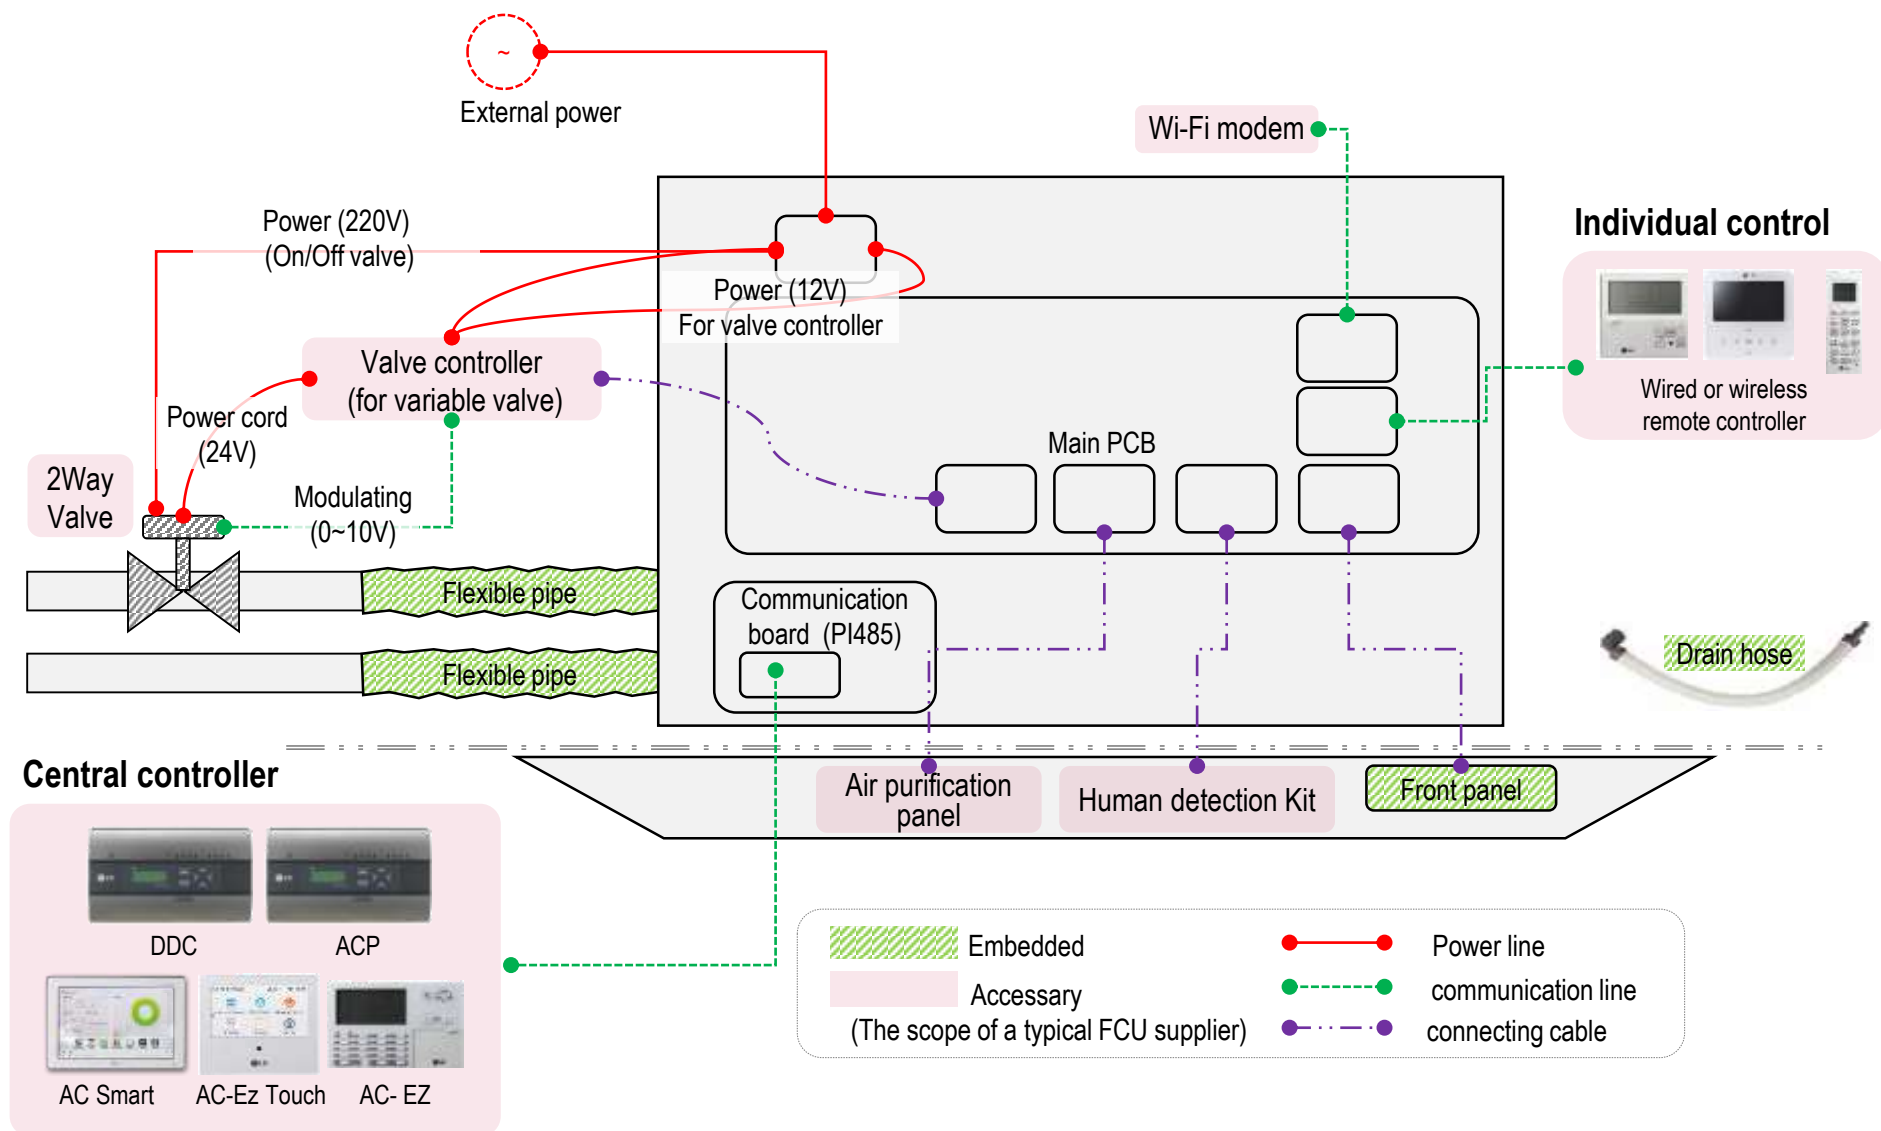 ~
External power
Wi-Fi modem
Power (220V)
(On/Off valve)
Individual control
Power (12V)
For valve controller
Valve controller
(for variable valve)
Wired or wireless
remote controller
Power cord
(24V)
Main PCB
2Way
Valve
Modulating
(0~10V)
Flexible pipe
Communication
board (PI485)
Flexible pipe
Drain hose
Central controller
Air purification
panel
Human detection Kit
Front panel
DDC
ACP
AC Smart
AC-Ez Touch
AC- EZ
Embedded
Accessary
(The scope of a typical FCU supplier)
Power line
communication line
connecting cable